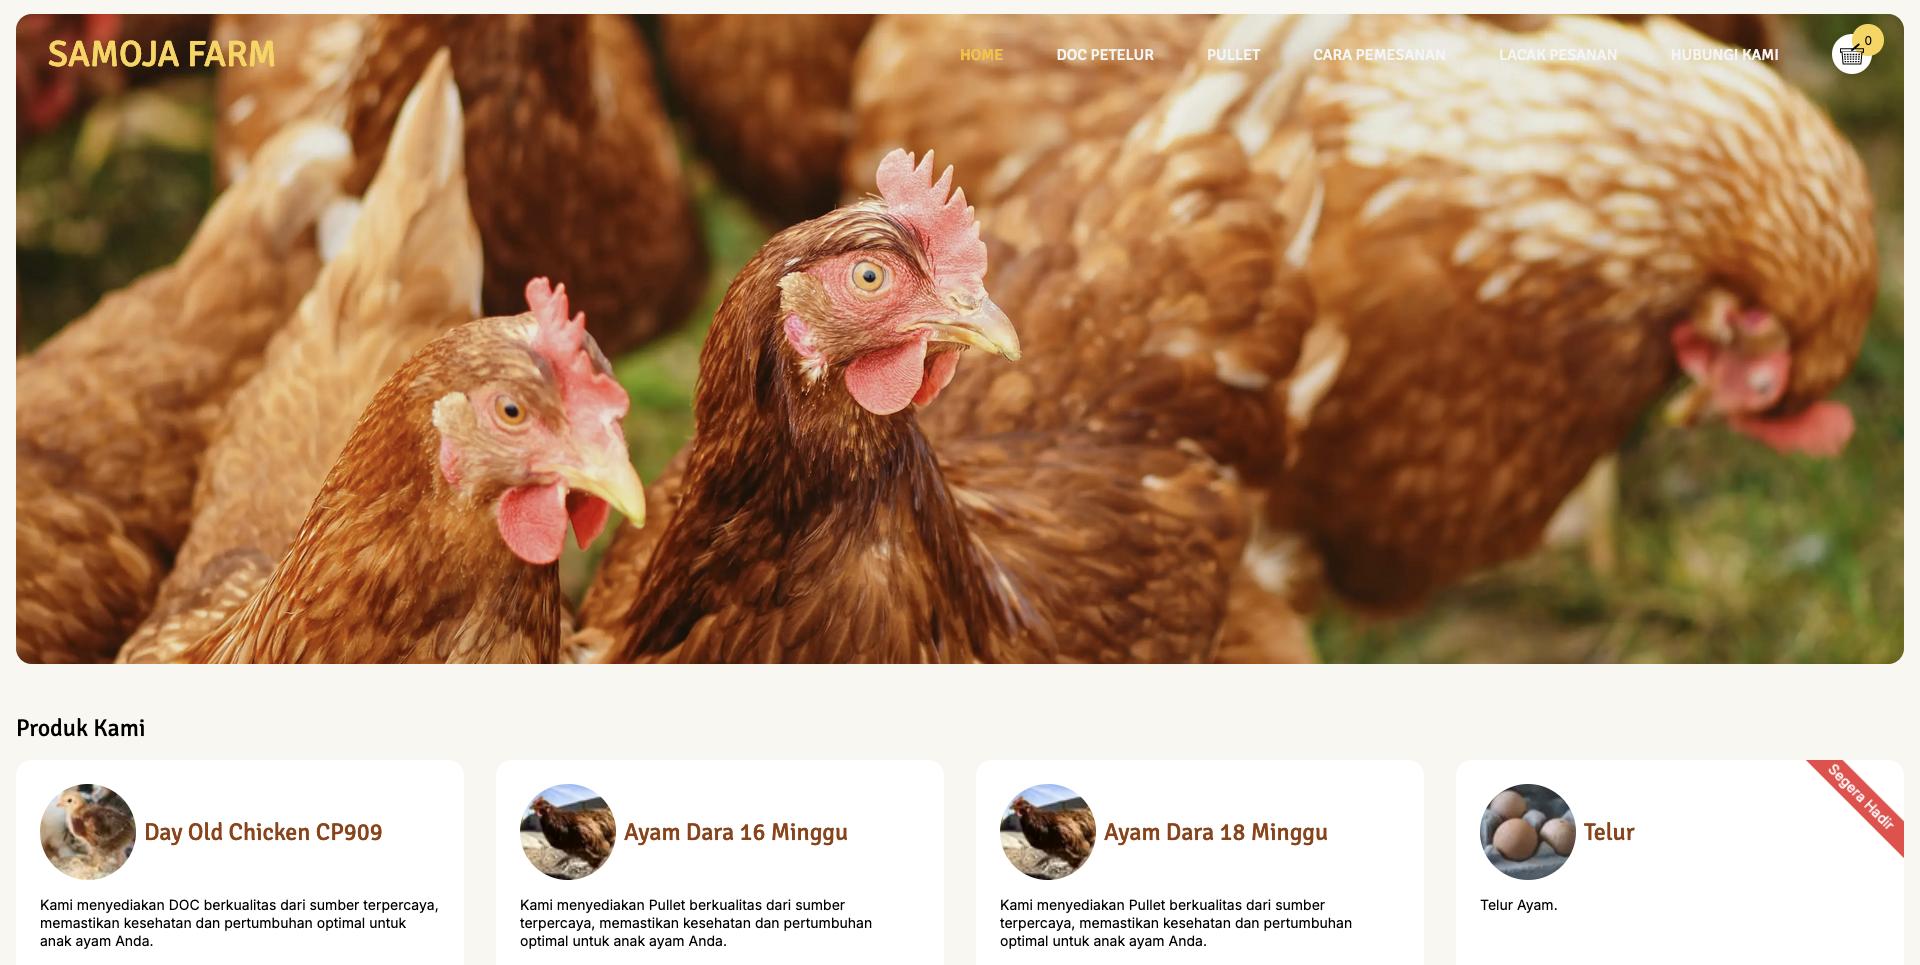 SAMOJA FARM
HOME
DOC PETELUR
PULLET
CARA PEMESANAN
LACAK PESANAN
HUBUNGI KAMI
0
Produk Kami
Day Old Chicken CP909
Kami menyediakan DOC berkualitas dari sumber terpercaya,
memastikan kesehatan dan pertumbuhan optimal untuk
anak ayam Anda.
Ayam Dara 16 Minggu
Kami menyediakan Pullet berkualitas dari sumber
terpercaya, memastikan kesehatan dan pertumbuhan
optimal untuk anak ayam Anda.
Ayam Dara 18 Minggu
Kami menyediakan Pullet berkualitas dari sumber
terpercaya, memastikan kesehatan dan pertumbuhan
optimal untuk anak ayam Anda.
Segera Hadir
Telur
Telur Ayam.